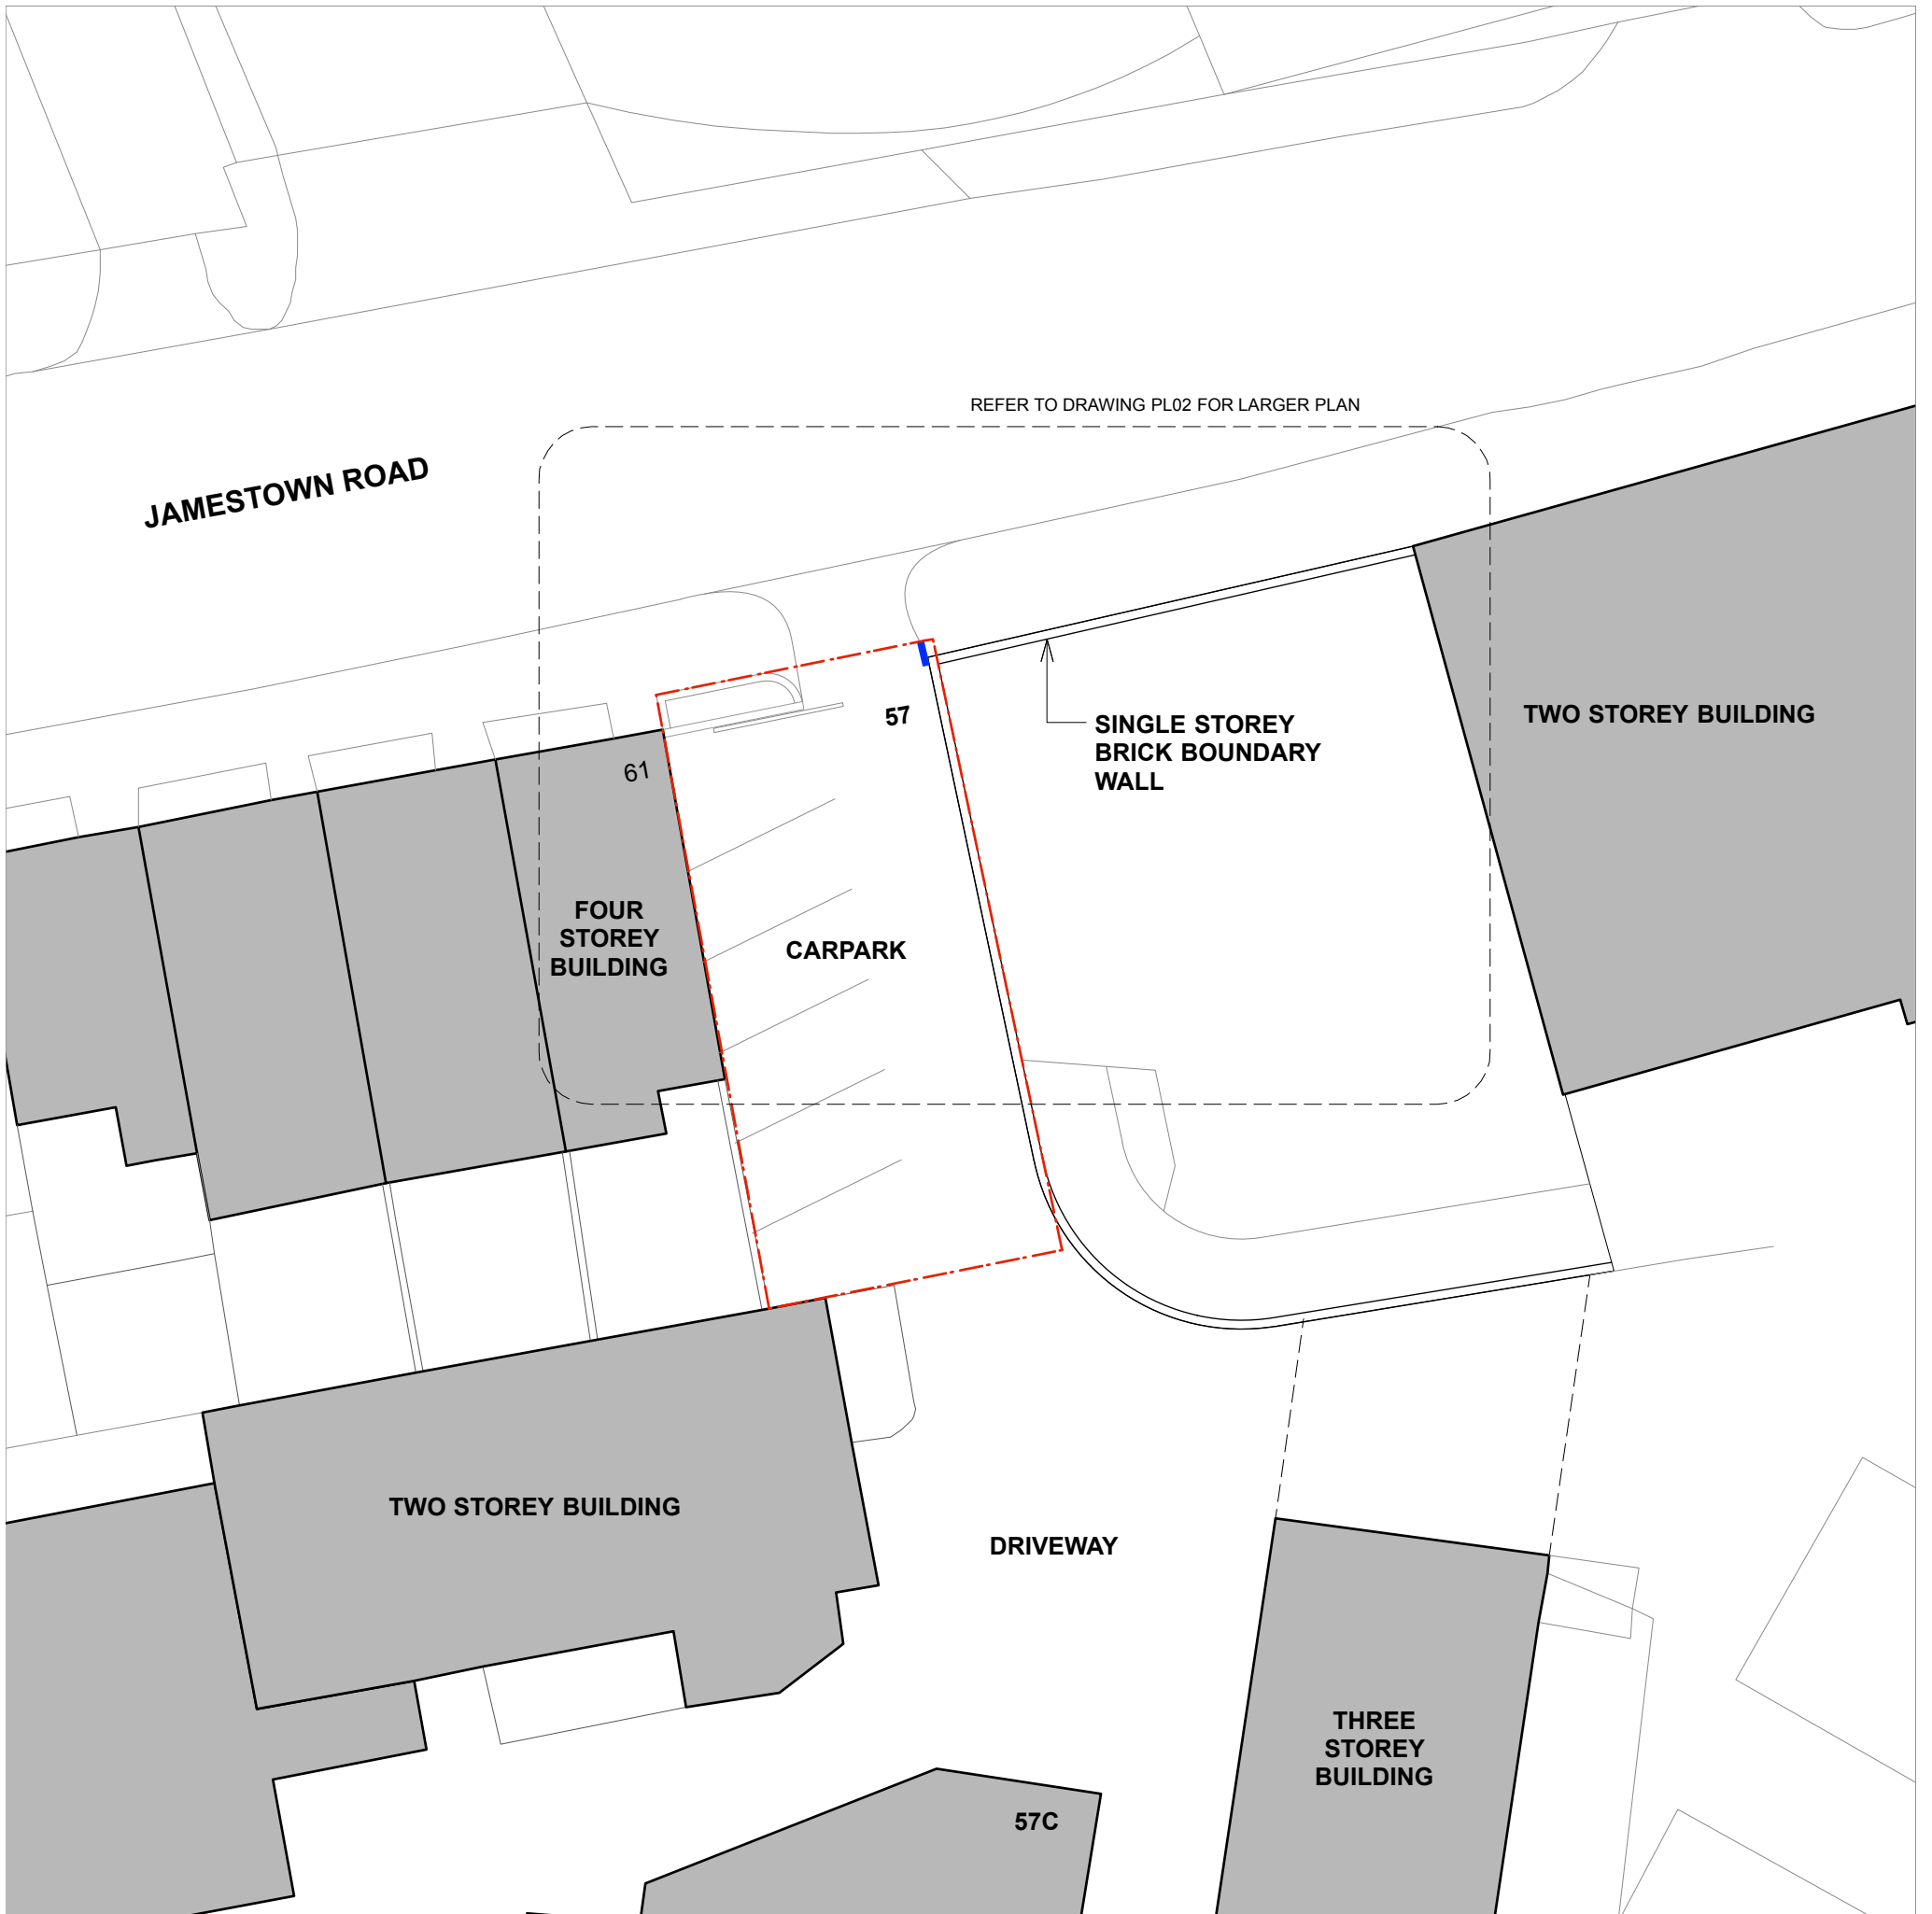 REFER TO DRAWING PL02 FOR LARGER PLAN
JAMESTOWN ROAD
57
SINGLE STOREY
BRICK BOUNDARY
WALL
TWO STOREY BUILDING
61
FOUR
STOREY
BUILDING
CARPARK
TWO STOREY BUILDING
DRIVEWAY
THREE
STOREY
BUILDING
57C